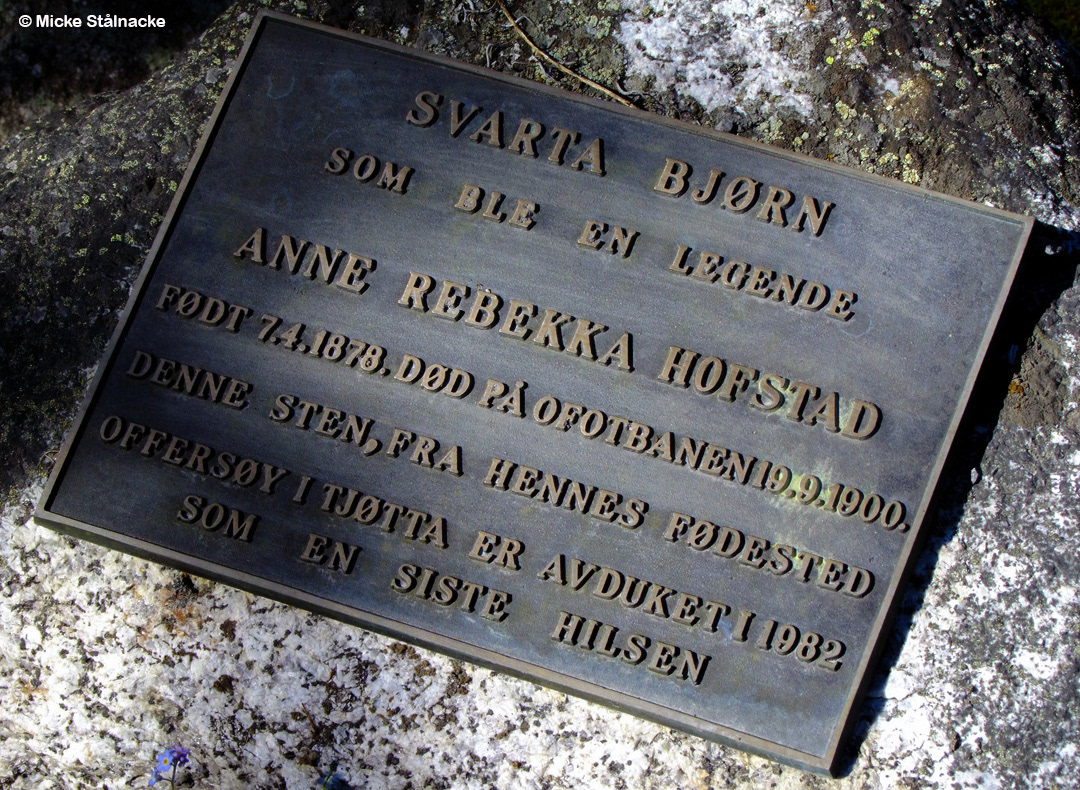 © Micke Stålnacke
SVARTA BJØRN
SOM BLE EN LEGENDE
ANNE REBEKKA HOFSTAD
FØDT 7.4.1878. DØD PÅ OFOTBANEN 19.9.1900.
DENNE STEN, FRA HENNES FØDESTED
OFFERSØY I TJØTTA ER AVDUKET I 1982
SOM EN SISTE HILSEN